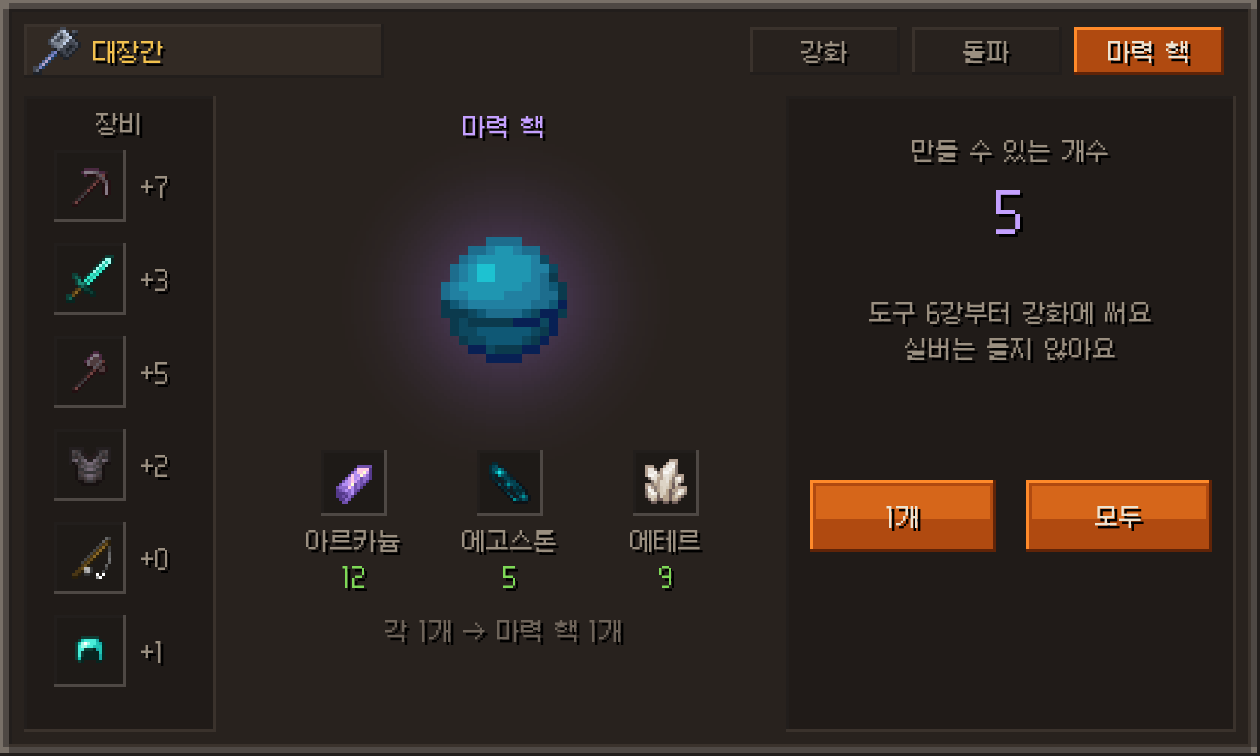 대장간
강화
돌파
마력 핵
장비
+7
+3
+5
+2
+0
+1
마력 핵
아르카늄
에고스톤
에테르
12
5
9
각 1개 → 마력 핵 1개
만들 수 있는 개수
5
도구 6강부터 강화에 써요
실버는 들지 않아요
1개
모두